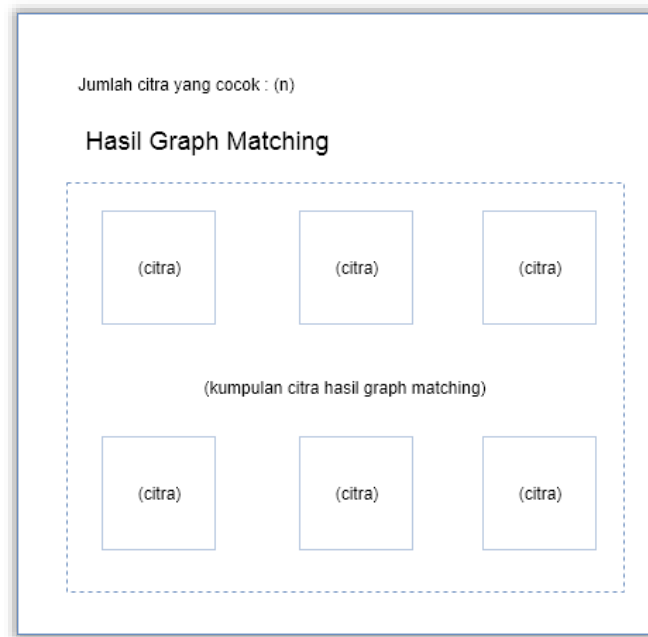 Jumlah citra yang cocok : (n)
Hasil Graph Matching
(citra) (citra) (citra)
(kumpulan citra hasil graph matching)
(citra) (citra) (citra)